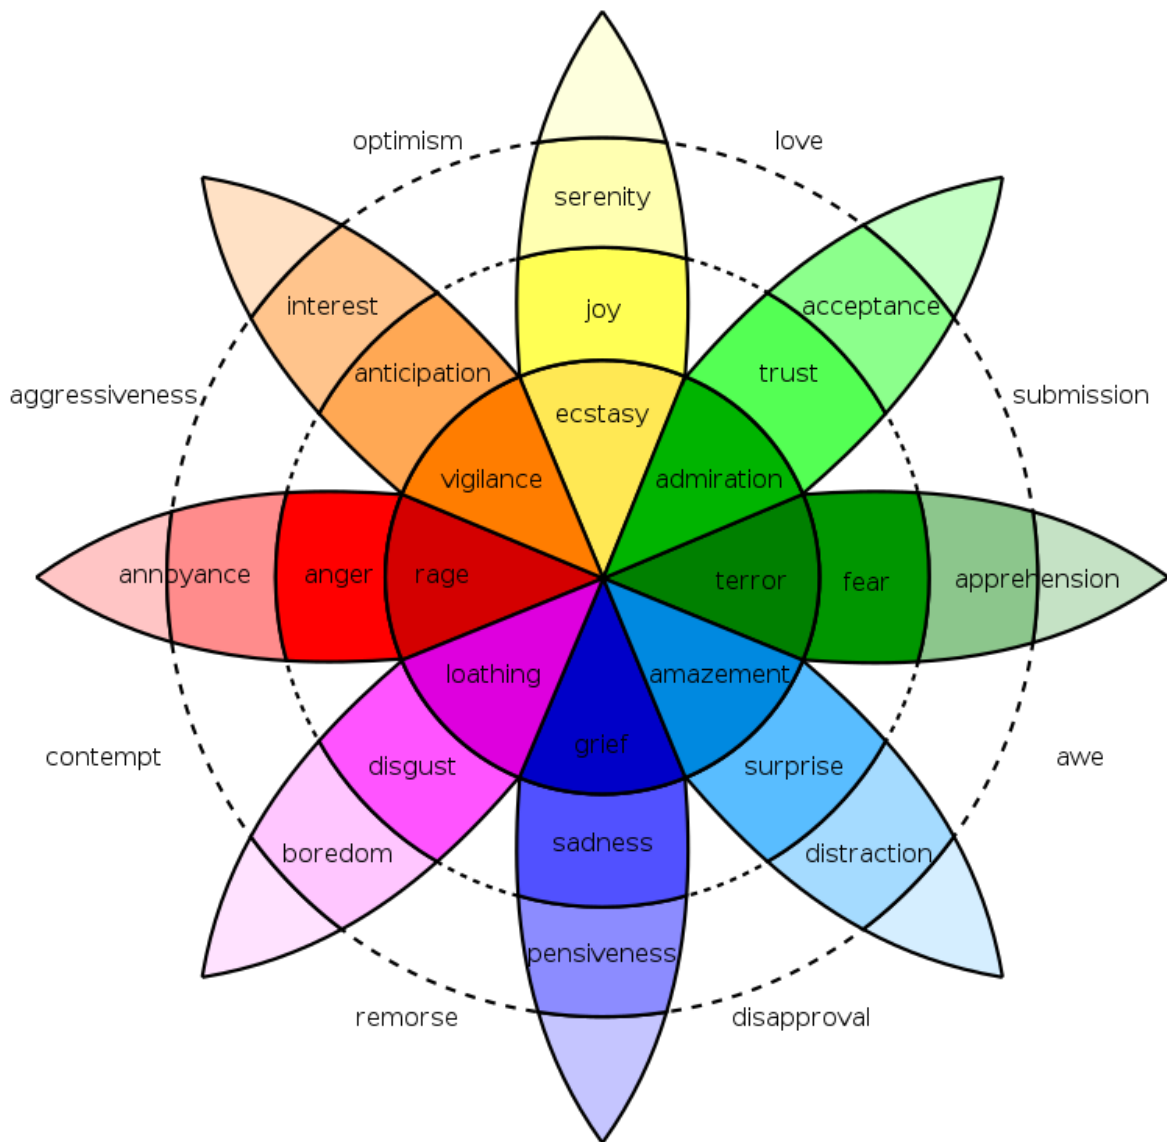 optimism
love
serenity
interest
joy
acceptance
anticipation
trust
aggressiveness
submission
ecstasy
vigilance
admiration
annoyance
anger
rage
terror
fear
apprehension
loathing
amazement
contempt
grief
awe
disgust
surprise
boredom
sadness
distraction
pensiveness
remorse
disapproval